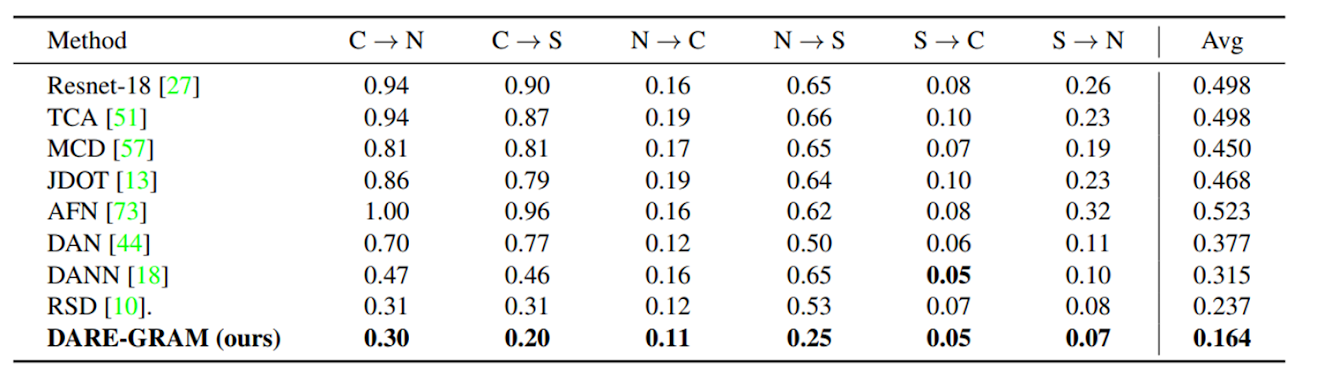 Method C → N C → S N → C N → S S → C S → N Avg
Resnet-18 [27] 0.94 0.90 0.16 0.65 0.08 0.26 0.498
TCA [51] 0.94 0.87 0.19 0.66 0.10 0.23 0.498
MCD [57] 0.81 0.81 0.17 0.65 0.07 0.19 0.450
JDOT [13] 0.86 0.79 0.19 0.64 0.10 0.23 0.468
AFN [73] 1.00 0.96 0.16 0.62 0.08 0.32 0.523
DAN [44] 0.70 0.77 0.12 0.50 0.06 0.11 0.377
DANN [18] 0.47 0.46 0.16 0.65 0.05 0.10 0.315
RSD [10]. 0.31 0.31 0.12 0.53 0.07 0.08 0.237
DARE-GRAM (ours) 0.30 0.20 0.11 0.25 0.05 0.07 0.164